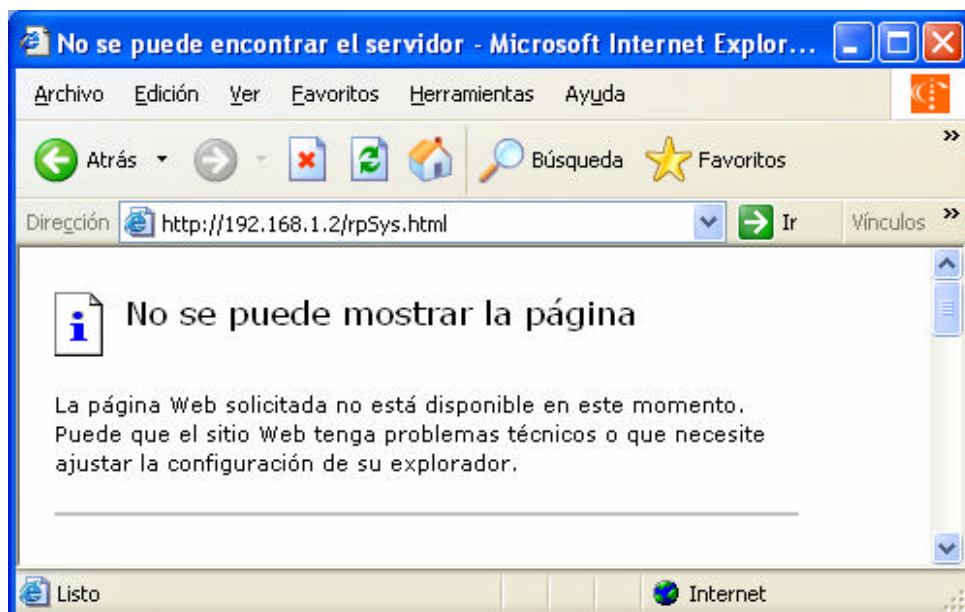 No se puede encontrar el servidor - Microsoft Internet Explor...
Archivo Edición Ver Favoritos Herramientas Ayuda
Atrás Búsqueda Favoritos »
Dirección http://192.168.1.2/rpSys.html Ir Vínculos »
No se puede mostrar la página
La página Web solicitada no está disponible en este momento.
Puede que el sitio Web tenga problemas técnicos o que necesite
ajustar la configuración de su explorador.
Listo Internet